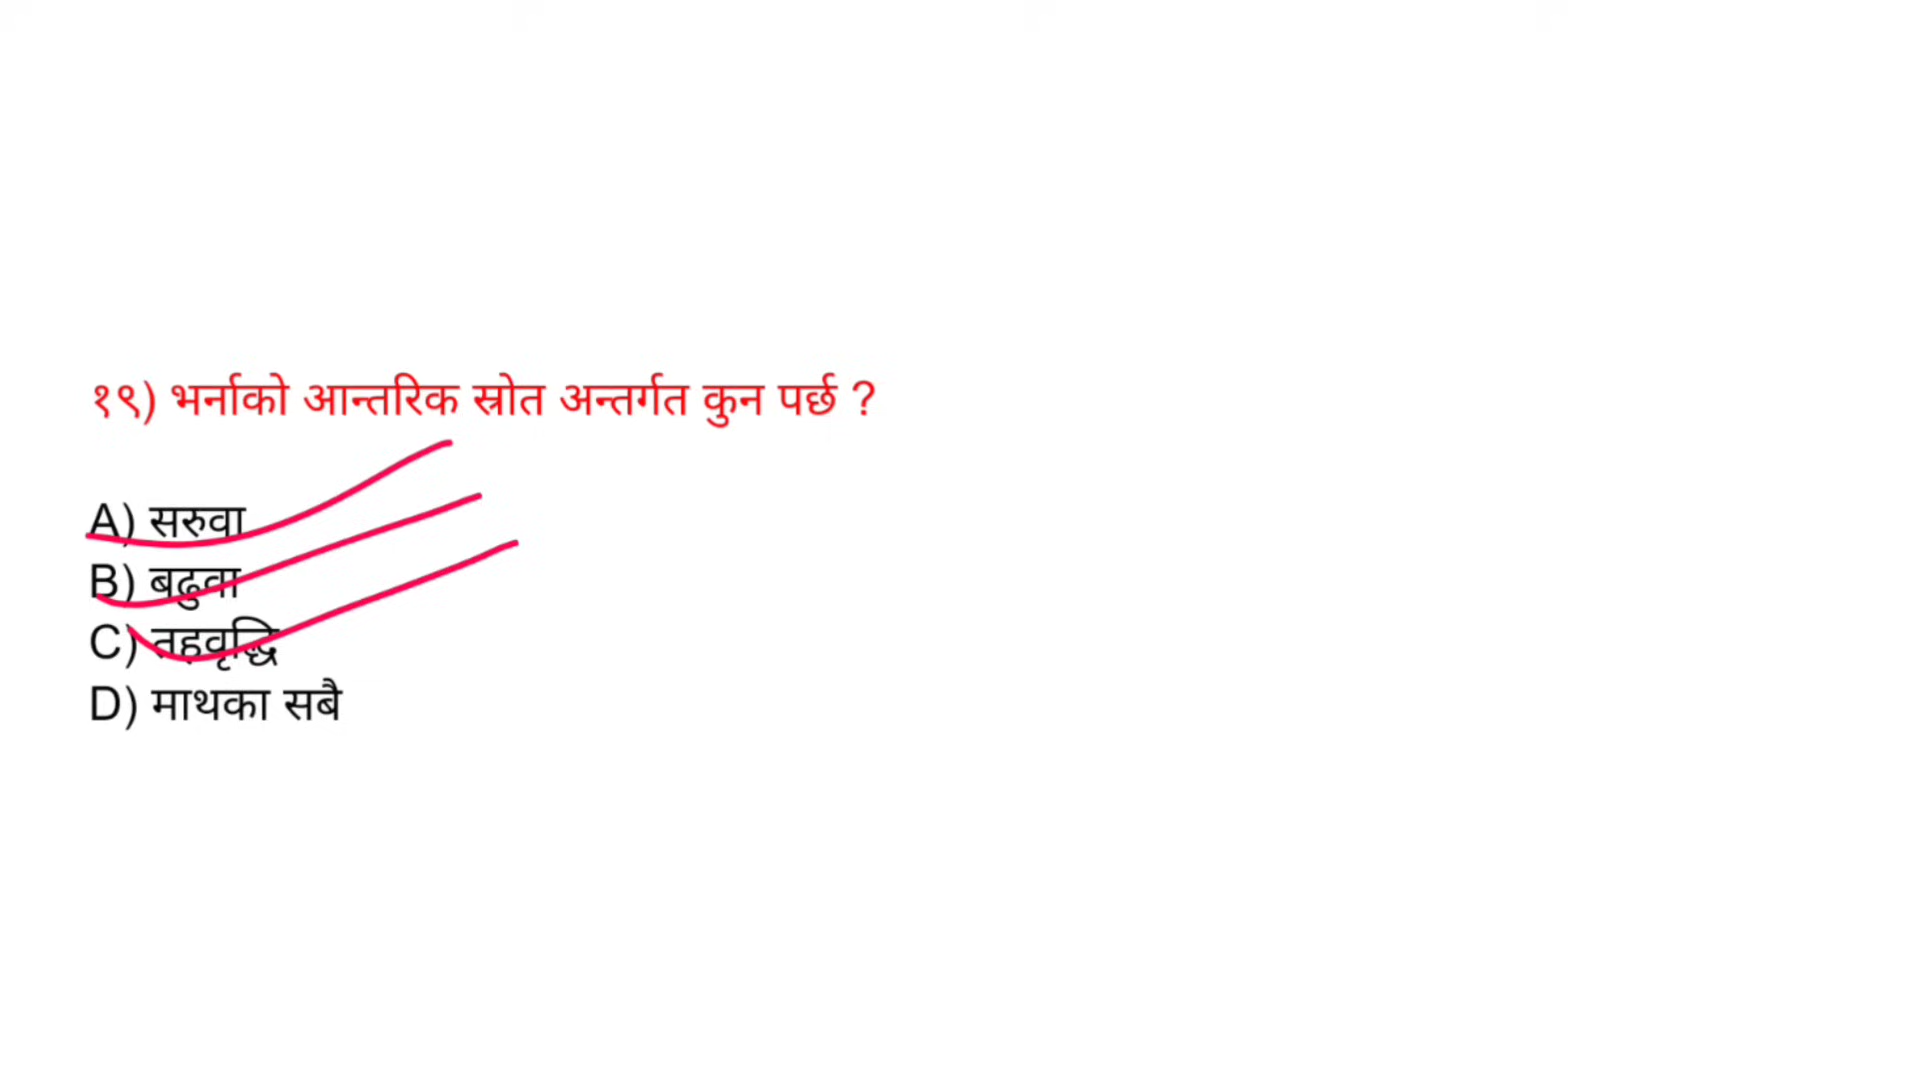 १९) भर्नाको आन्तरिक स्रोत अन्तर्गत कुन पर्छ ?
A) सरुवा
B) बढुवा
C) तहवृद्धि
D) माथका सबै